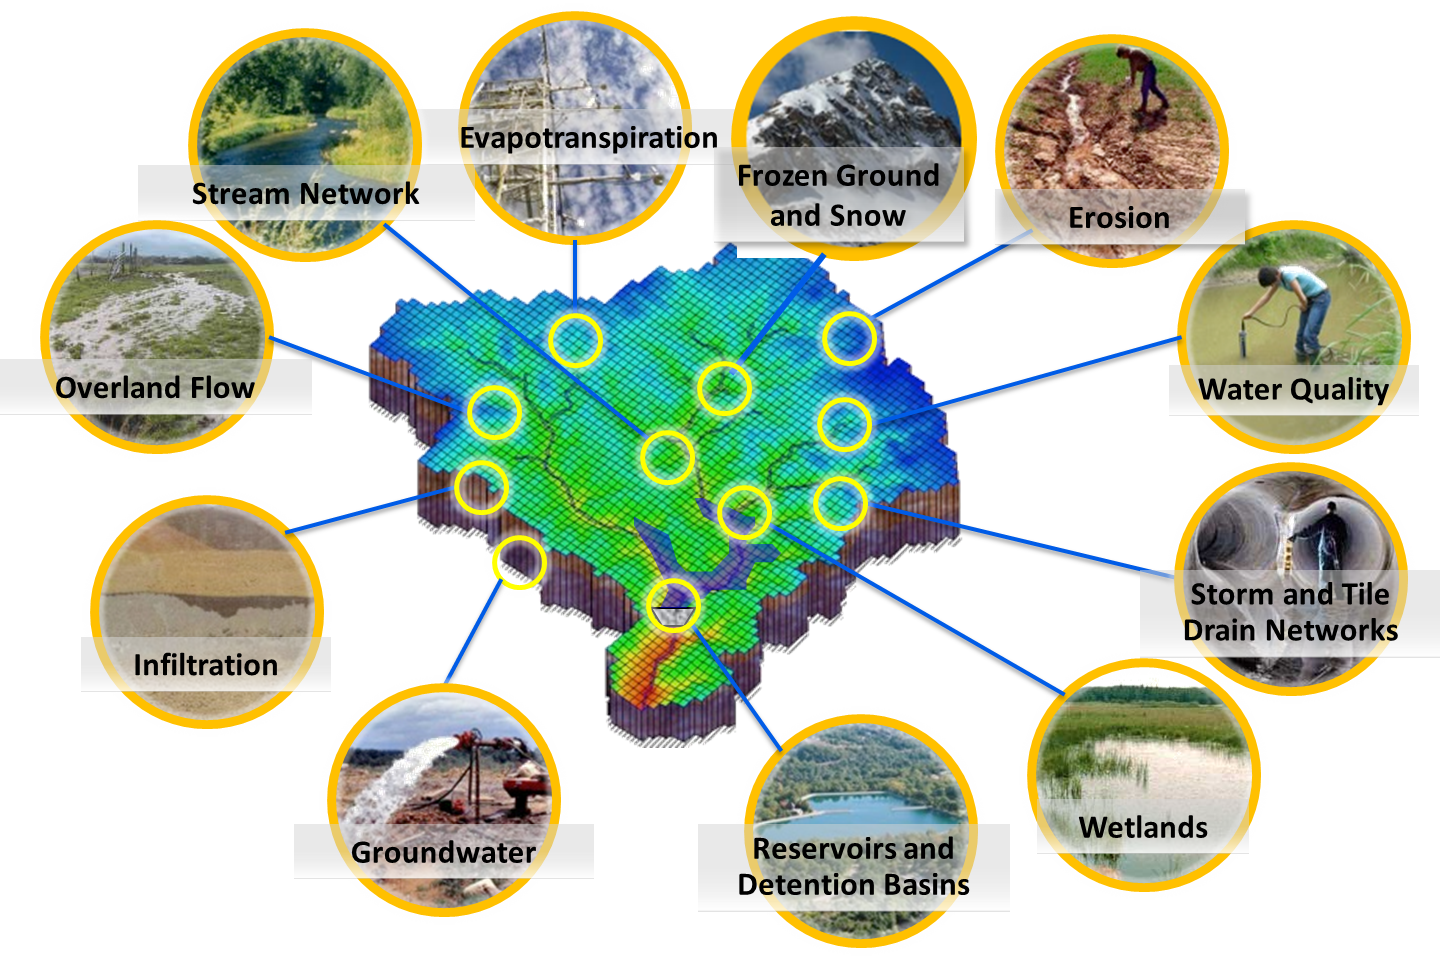 Evapotranspiration
Frozen Ground
and Snow
Stream Network
Erosion
Overland Flow
Water Quality
Storm and Tile
Drain Networks
Infiltration
Wetlands
Groundwater
Reservoirs and
Detention Basins